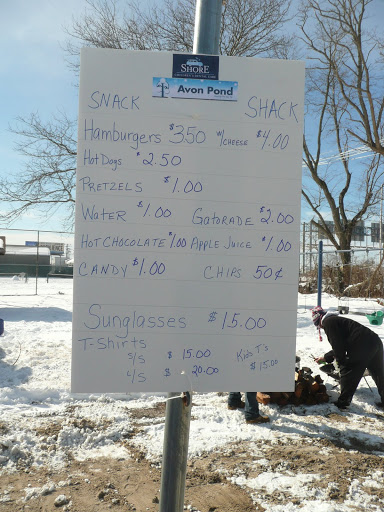 SHORE
Avon Pond
SNACK SHACK
Hamburgers $3.50 w/CHEESE $4.00
Hot Dogs $2.50
PRETZELS $1.00
WATER $1.00 GATORADE $2.00
HOT CHOCOLATE $1.00 APPLE JUICE $1.00
CANDY $1.00 CHIPS 50¢
Sunglasses $15.00
T-Shirts
S/S $15.00 Kids T's
L/S $20.00 $15.00